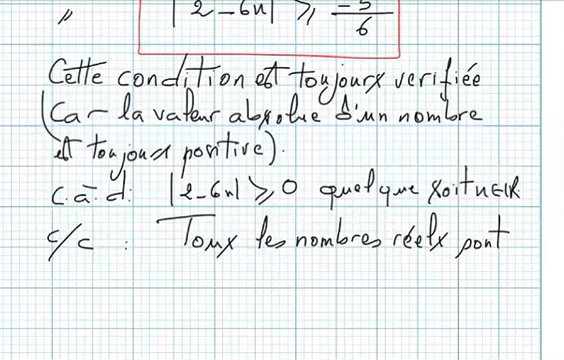 |2-6x| ⩾ -5/6
Cette condition est toujours verifiée
(Car la valeur absolue d'un nombre
est toujours positive).
c.à.d: |2-6x| ⩾ 0 quelque soit x∈ℝ
c/c : Tous les nombres réels sont